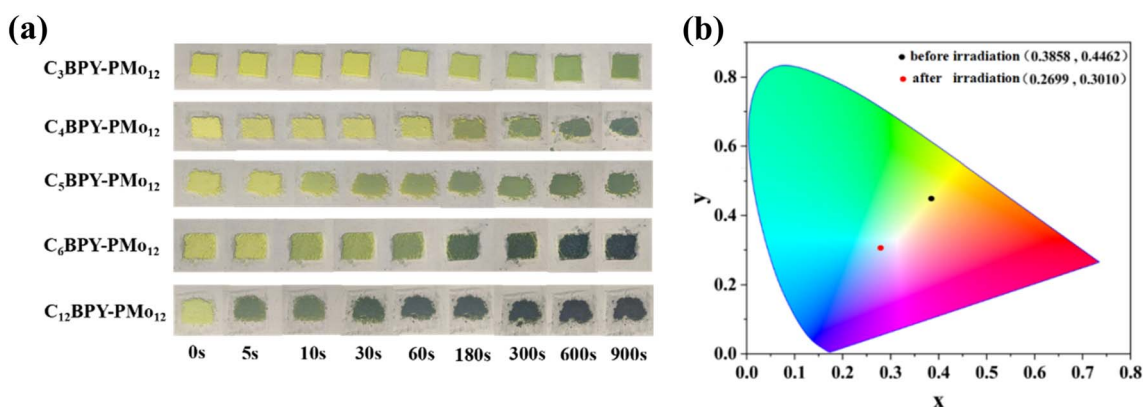 (a)
C₃BPY-PMo₁₂
C₄BPY-PMo₁₂
C₅BPY-PMo₁₂
C₆BPY-PMo₁₂
C₁₂BPY-PMo₁₂
0s 5s 10s 30s 60s 180s 300s 600s 900s
(b)
before irradiation (0.3858 , 0.4462)
after irradiation (0.2699 , 0.3010)
0.8
0.6
0.4
0.2
0.0
y
0.0 0.1 0.2 0.3 0.4 0.5 0.6 0.7 0.8
x